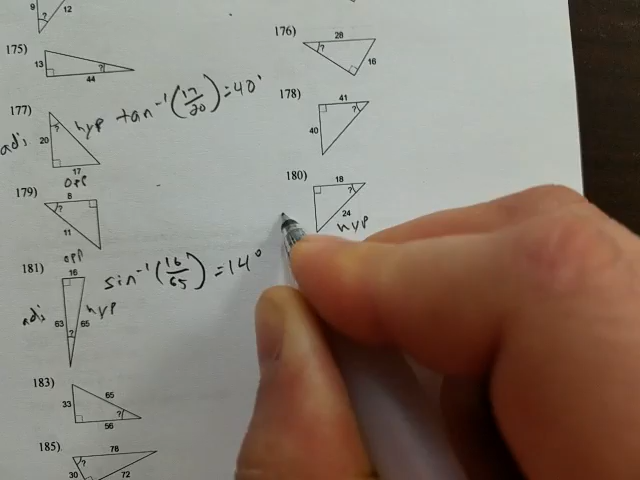 9 ? 12
175)
13 ? 44
176)
28 ? 16
177)
adj 20 ? hyp 17 opp
tan⁻¹(17/20)=40°
178)
41 ? 40
179)
8 ? 11
180)
18 ? 24 hyp
181)
opp 16 adj 63 65 hyp ?
sin⁻¹(16/65)=14°
183)
33 65 ? 56
185)
78 ? 30 72